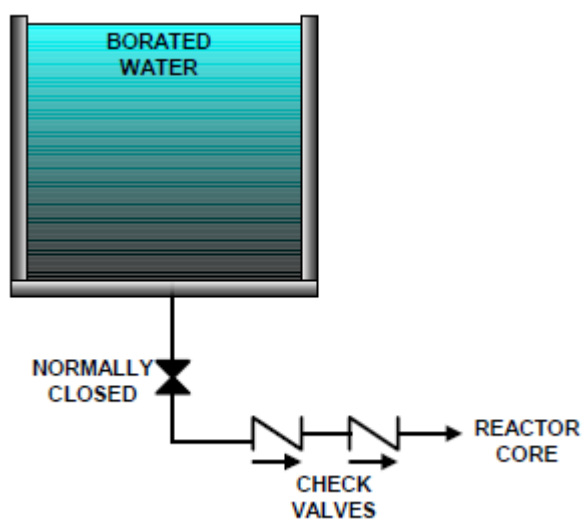 BORATED
WATER
NORMALLY
CLOSED
REACTOR
CORE
CHECK
VALVES